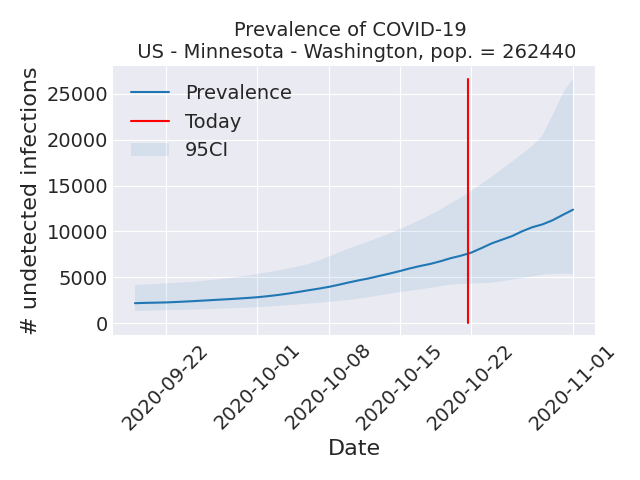 Prevalence of COVID-19
US - Minnesota - Washington, pop. = 262440
# undetected infections
25000
20000
15000
10000
5000
0
Prevalence
Today
95CI
2020-09-22
2020-10-01
2020-10-08
2020-10-15
2020-10-22
2020-11-01
Date